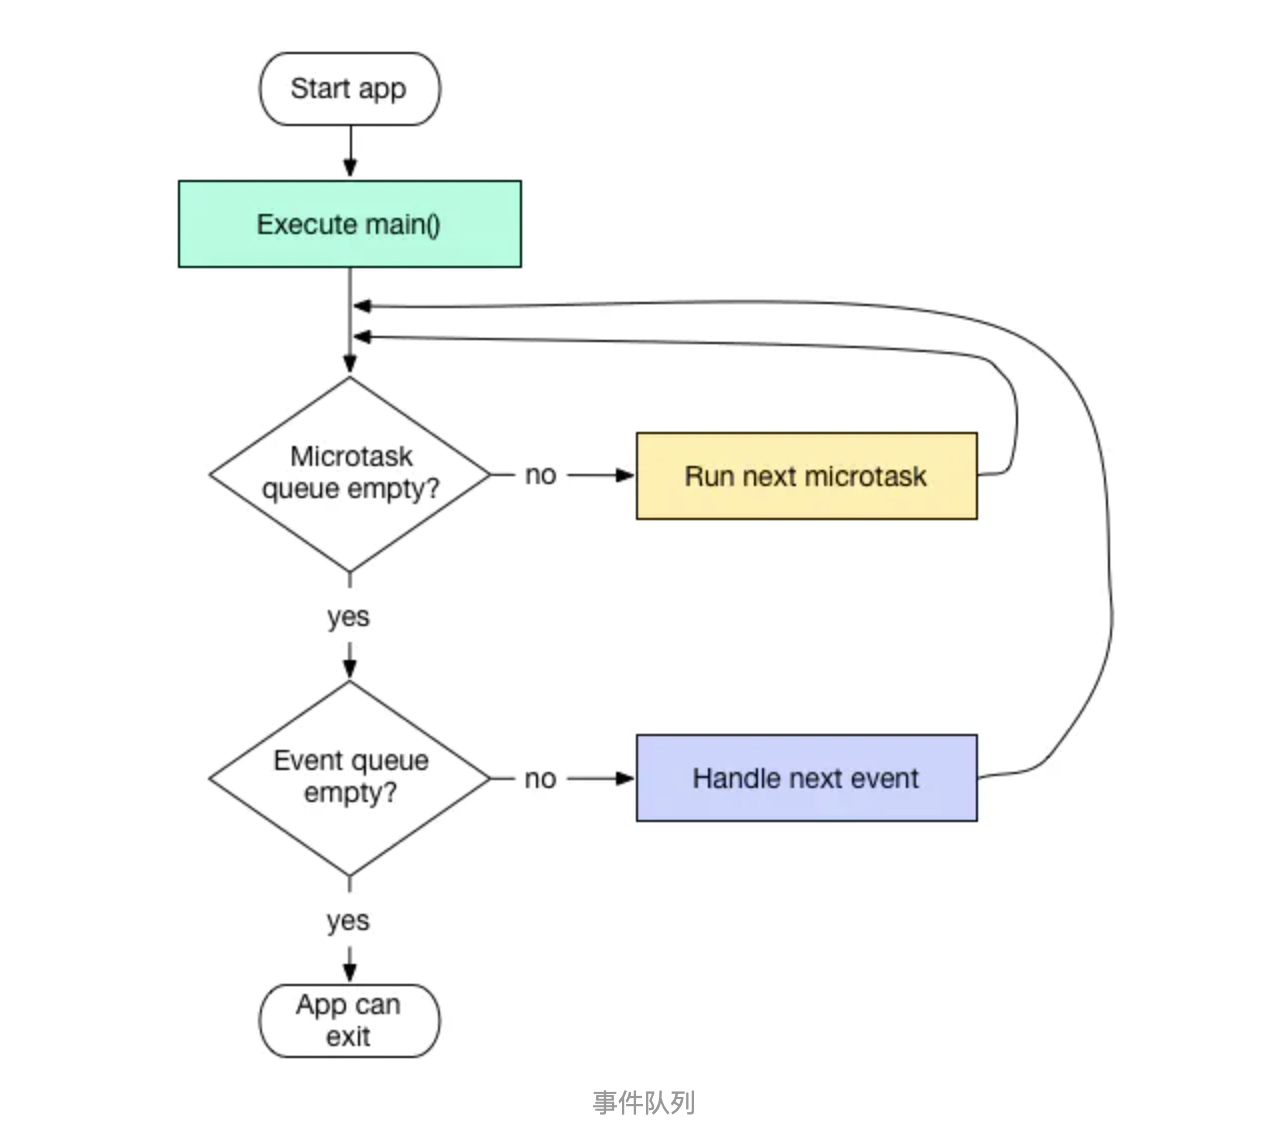 Start app
Execute main()
Microtask
queue empty?
no
Run next microtask
yes
Event queue
empty?
no
Handle next event
yes
App can
exit
事件队列